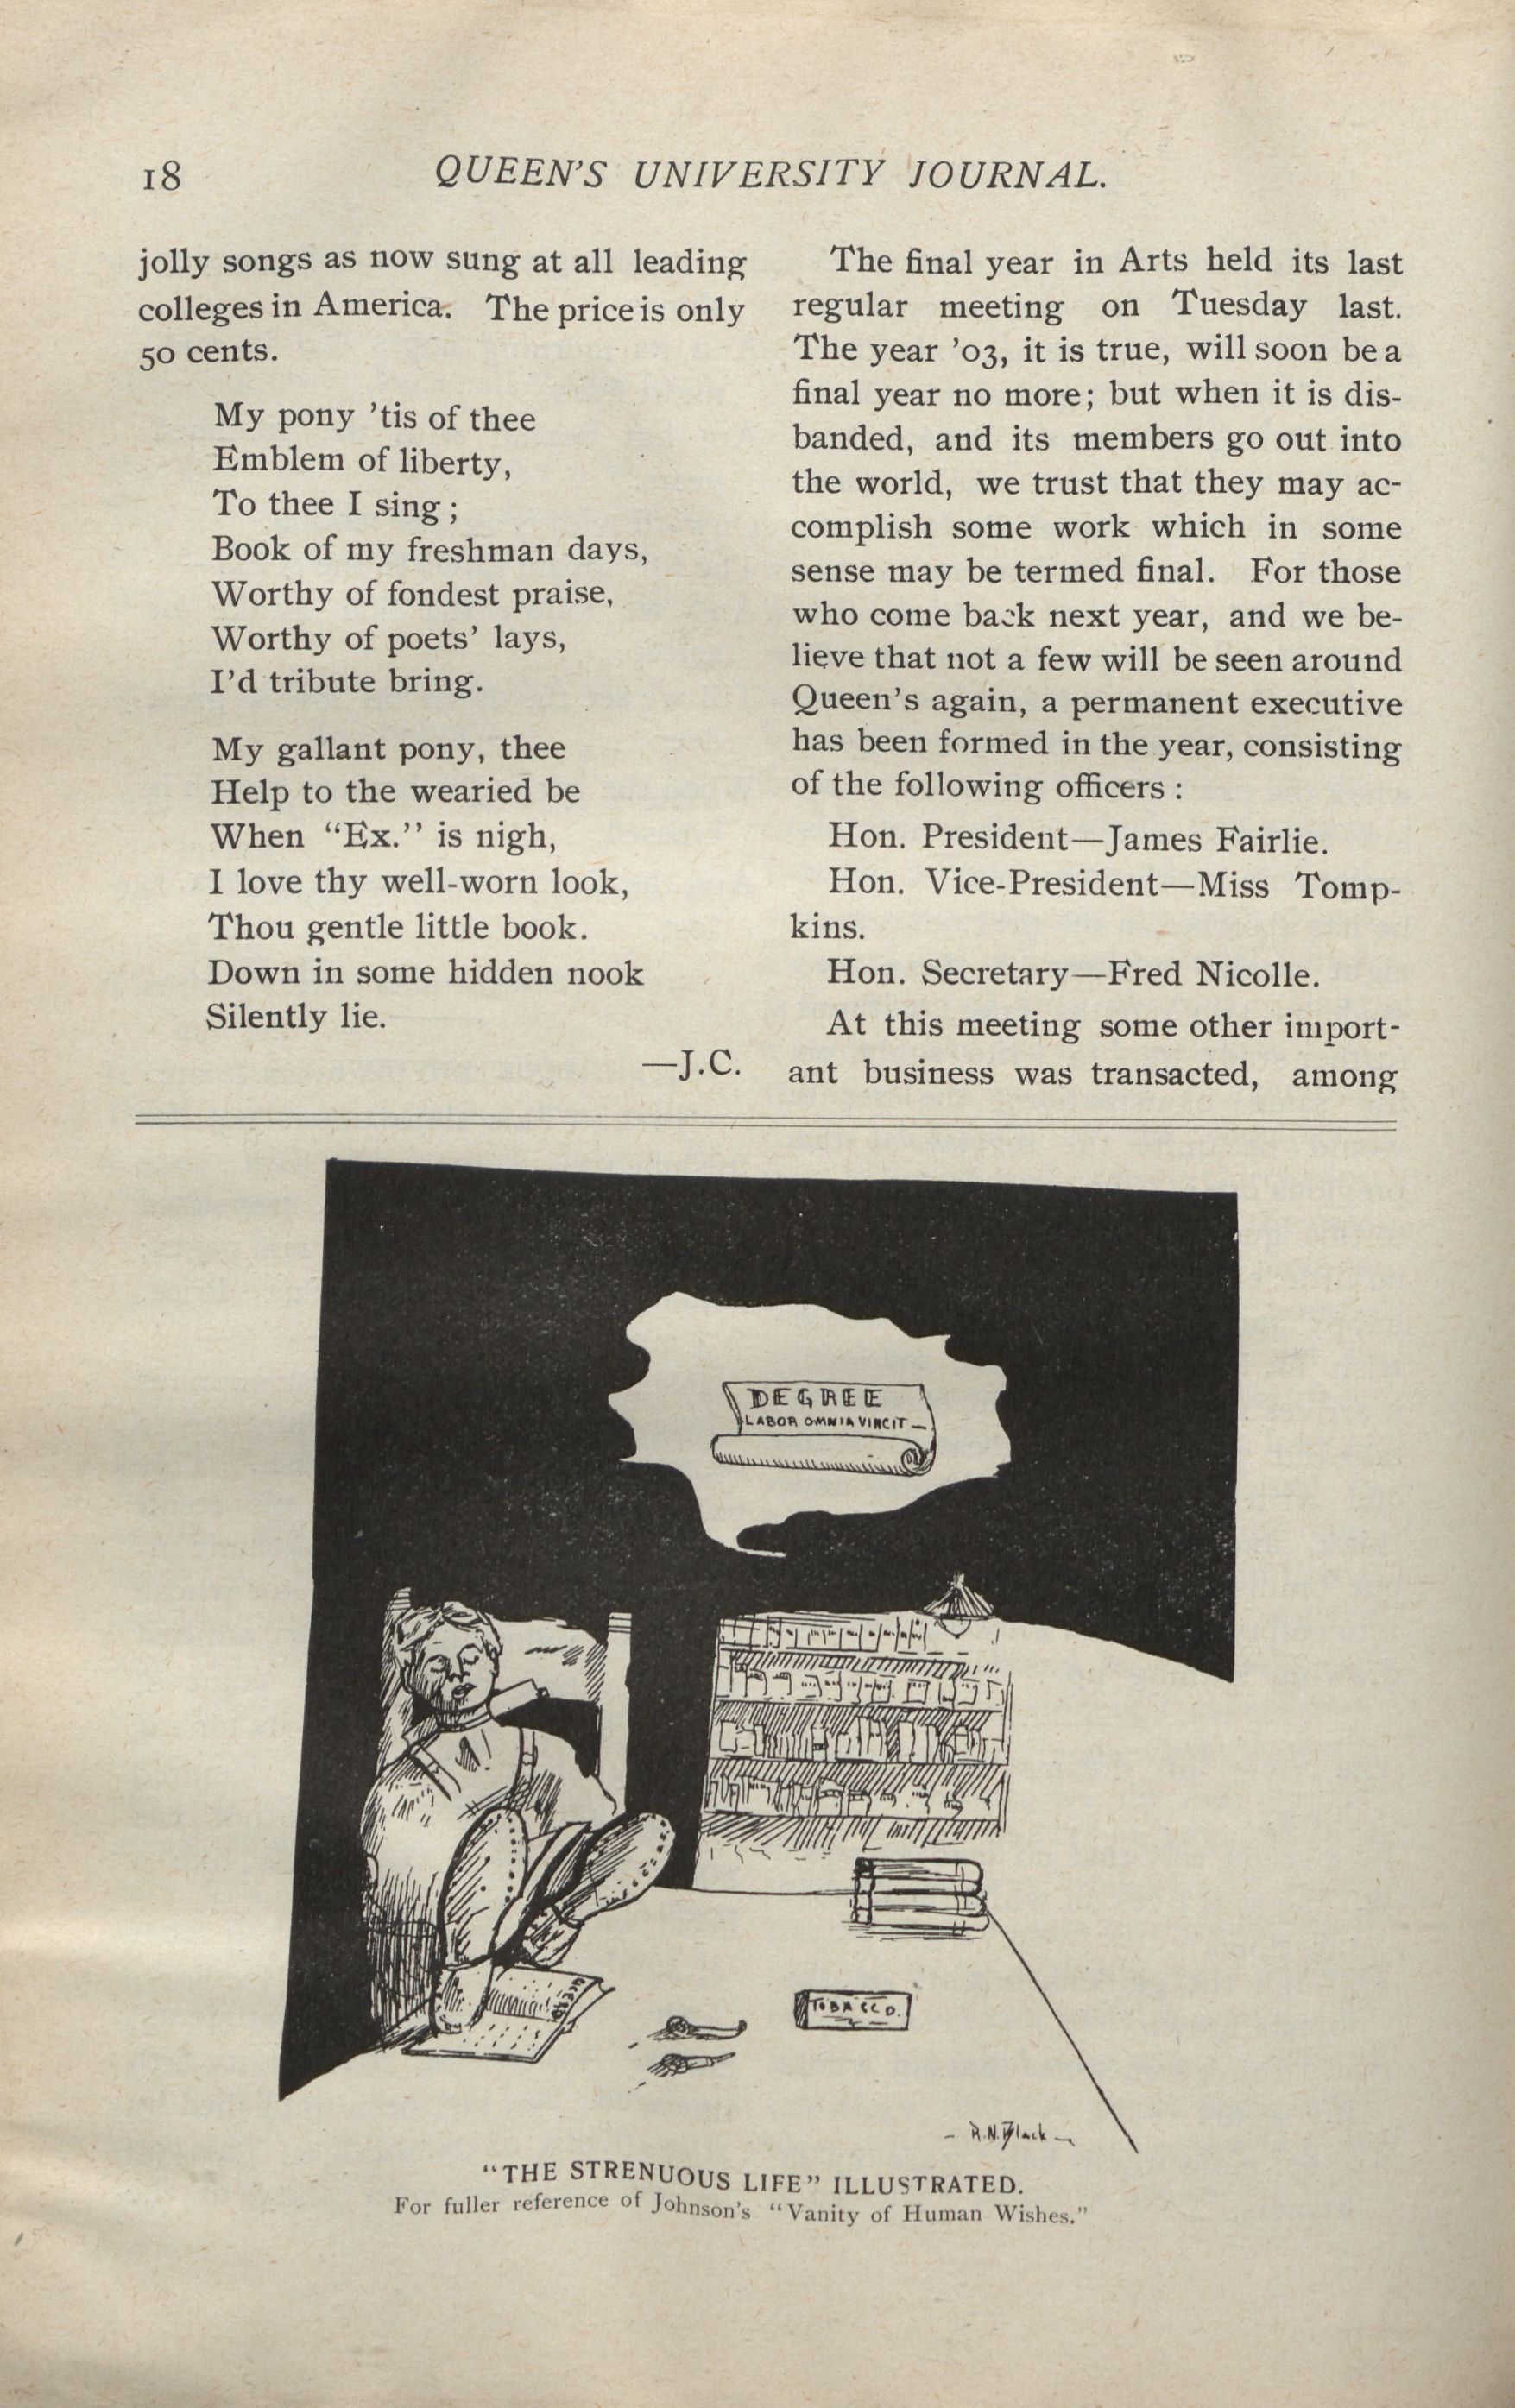 18
QUEEN'S UNIVERSITY JOURNAL.
jolly songs as now sung at all leading
colleges in America. The price is only
50 cents.
My pony 'tis of thee
Emblem of liberty,
To thee I sing;
Book of my freshman days,
Worthy of fondest praise,
Worthy of poets' lays,
I'd tribute bring.
My gallant pony, thee
Help to the wearied be
When "Ex." is nigh,
I love thy well-worn look,
Thou gentle little book.
Down in some hidden nook
Silently lie.
—J.C.
The final year in Arts held its last
regular meeting on Tuesday last.
The year '03, it is true, will soon be a
final year no more; but when it is dis-
banded, and its members go out into
the world, we trust that they may ac-
complish some work which in some
sense may be termed final. For those
who come back next year, and we be-
lieve that not a few will be seen around
Queen's again, a permanent executive
has been formed in the year, consisting
of the following officers :
Hon. President—James Fairlie.
Hon. Vice-President—Miss Tomp-
kins.
Hon. Secretary—Fred Nicolle.
At this meeting some other import-
ant business was transacted, among
DEGREE
LABOR OMNIA VINCIT —
TOBACCO.
– R.N. Black –
"THE STRENUOUS LIFE" ILLUSTRATED.
For fuller reference of Johnson's "Vanity of Human Wishes."